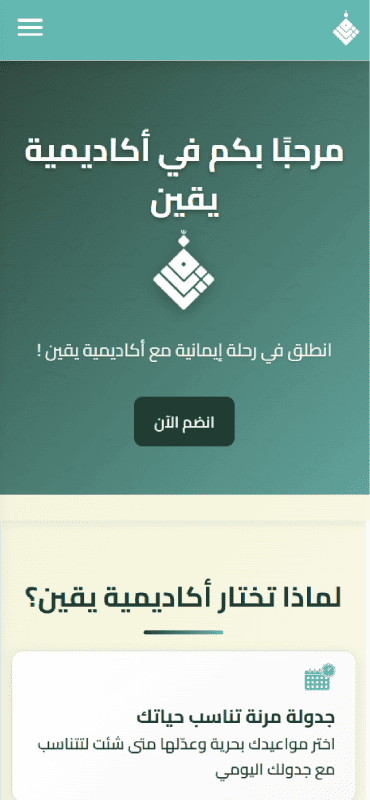 مرحبًا بكم في أكاديمية
يقين
انطلق في رحلة إيمانية مع أكاديمية يقين !
انضم الآن
لماذا تختار أكاديمية يقين؟
جدولة مرنة تناسب حياتك
اختر مواعيدك بحرية وعدّلها متى شئت لتتناسب
مع جدولك اليومي